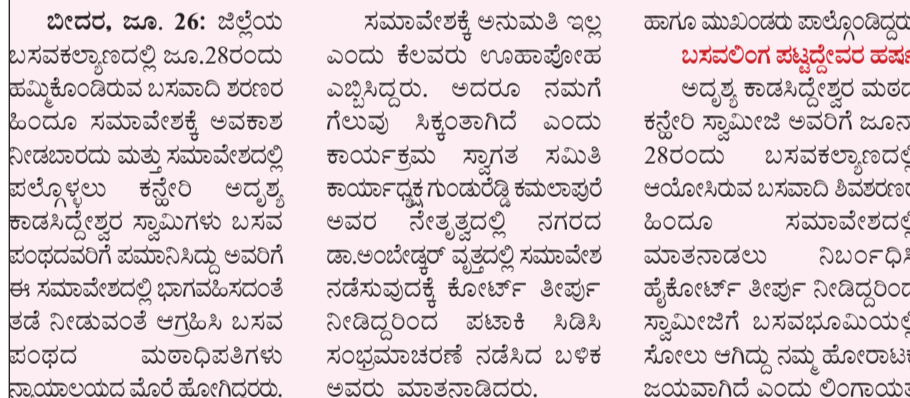 ಬೀದರ, ಜೂ. 26: ಜಿಲ್ಲೆಯ
ಬಸವಕಲ್ಯಾಣದಲ್ಲಿ ಜೂ.28ರಂದು
ಹಮ್ಮಿಕೊಂಡಿರುವ ಬಸವಾದಿ ಶರಣರ
ಹಿಂದೂ ಸಮಾವೇಶಕ್ಕೆ ಅವಕಾಶ
ನೀಡಬಾರದು ಮತ್ತು ಸಮಾವೇಶದಲ್ಲಿ
ಪಲ್ಗೊಳ್ಳಲು ಕನ್ಹೇರಿ ಅದೃಶ್ಯ
ಕಾಡಸಿದ್ದೇಶ್ವರ ಸ್ವಾಮಿಗಳು ಬಸವ
ಪಂಥದವರಿಗೆ ಪಮಾನಿಸಿದ್ದು ಅವರಿಗೆ
ಈ ಸಮಾವೇಶದಲ್ಲಿ ಭಾಗವಹಿಸದಂತೆ
ತಡೆ ನೀಡುವಂತೆ ಆಗ್ರಹಿಸಿ ಬಸವ
ಪಂಥದ ಮಠಾಧಿಪತಿಗಳು
ನ್ಯಾಯಾಲಯದ ಮೊರೆ ಹೋಗಿದ್ದರರು.
ಸಮಾವೇಶಕ್ಕೆ ಅನುಮತಿ ಇಲ್ಲ
ಎಂದು ಕೆಲವರು ಊಹಾಪೋಹ
ಎಬ್ಬಿಸಿದ್ದರು. ಅದರೂ ನಮಗೆ
ಗೆಲುವು ಸಿಕ್ಕಂತಾಗಿದೆ ಎಂದು
ಕಾರ್ಯಕ್ರಮ ಸ್ವಾಗತ ಸಮಿತಿ
ಕಾರ್ಯಾಧ್ಯಕ್ಷ ಗುಂಡುರೆಡ್ಡಿ ಕಮಲಾಪುರೆ
ಅವರ ನೇತೃತ್ವದಲ್ಲಿ ನಗರದ
ಡಾ.ಅಂಬೇಡ್ಕರ್ ವೃತ್ತದಲ್ಲಿ ಸಮಾವೇಶ
ನಡೆಸುವುದಕ್ಕೆ ಕೋರ್ಟ್ ತೀರ್ಪು
ನೀಡಿದ್ದರಿಂದ ಪಟಾಕಿ ಸಿಡಿಸಿ
ಸಂಭ್ರಮಾಚರಣೆ ನಡೆಸಿದ ಬಳಿಕ
ಅವರು ಮಾತನಾಡಿದರು.
ಹಾಗೂ ಮುಖಂಡರು ಪಾಲ್ಗೊಂಡಿದ್ದರು
ಬಸವಲಿಂಗ ಪಟ್ಟದ್ದೇವರ ಹರ್ಷ
ಅದೃಶ್ಯ ಕಾಡಸಿದ್ದೇಶ್ವರ ಮಠದ
ಕನ್ಹೇರಿ ಸ್ವಾಮೀಜಿ ಅವರಿಗೆ ಜೂನ
28ರಂದು ಬಸವಕಲ್ಯಾಣದಲ್ಲಿ
ಆಯೋಸಿರುವ ಬಸವಾದಿ ಶಿವಶರಣರ
ಹಿಂದೂ ಸಮಾವೇಶದಲ್ಲಿ
ಮಾತನಾಡಲು ನಿರ್ಬಂಧಿಸಿ
ಹೈಕೋರ್ಟ್ ತೀರ್ಪು ನೀಡಿದ್ದರಿಂದ
ಸ್ವಾಮೀಜಿಗೆ ಬಸವಭೂಮಿಯಲ್ಲಿ
ಸೋಲು ಆಗಿದ್ದು ನಮ್ಮ ಹೋರಾಟಕ
ಜಯವಾಗಿದೆ ಎಂದು ಲಿಂಗಾಯತ